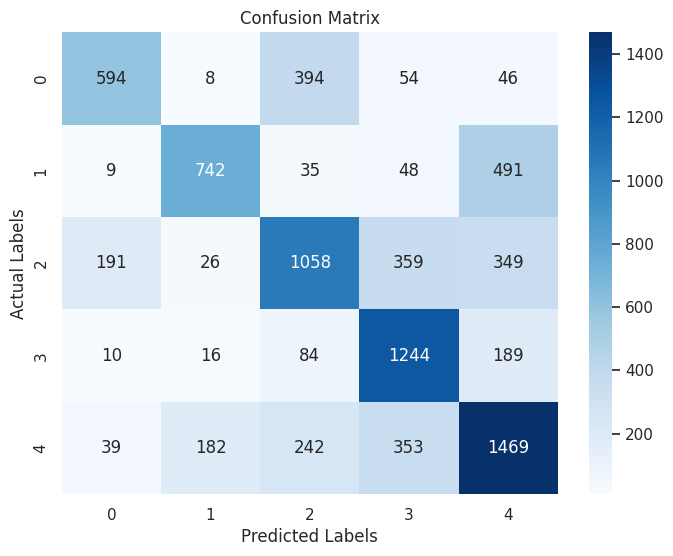 Confusion Matrix
0 594 8 394 54 46
1 9 742 35 48 491
2 191 26 1058 359 349
3 10 16 84 1244 189
4 39 182 242 353 1469
0 1 2 3 4
Predicted Labels
Actual Labels
1400
1200
1000
800
600
400
200